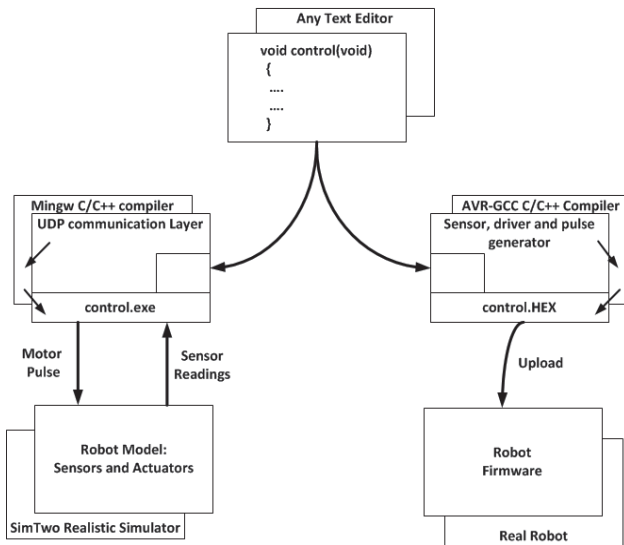 Any Text Editor
void control(void)
{
....
....
}
Mingw C/C++ compiler
UDP communication Layer
control.exe
AVR-GCC C/C++ Compiler
Sensor, driver and pulse
generator
control.HEX
Motor
Pulse
Sensor
Readings
Upload
Robot Model:
Sensors and Actuators
SimTwo Realistic Simulator
Robot
Firmware
Real Robot